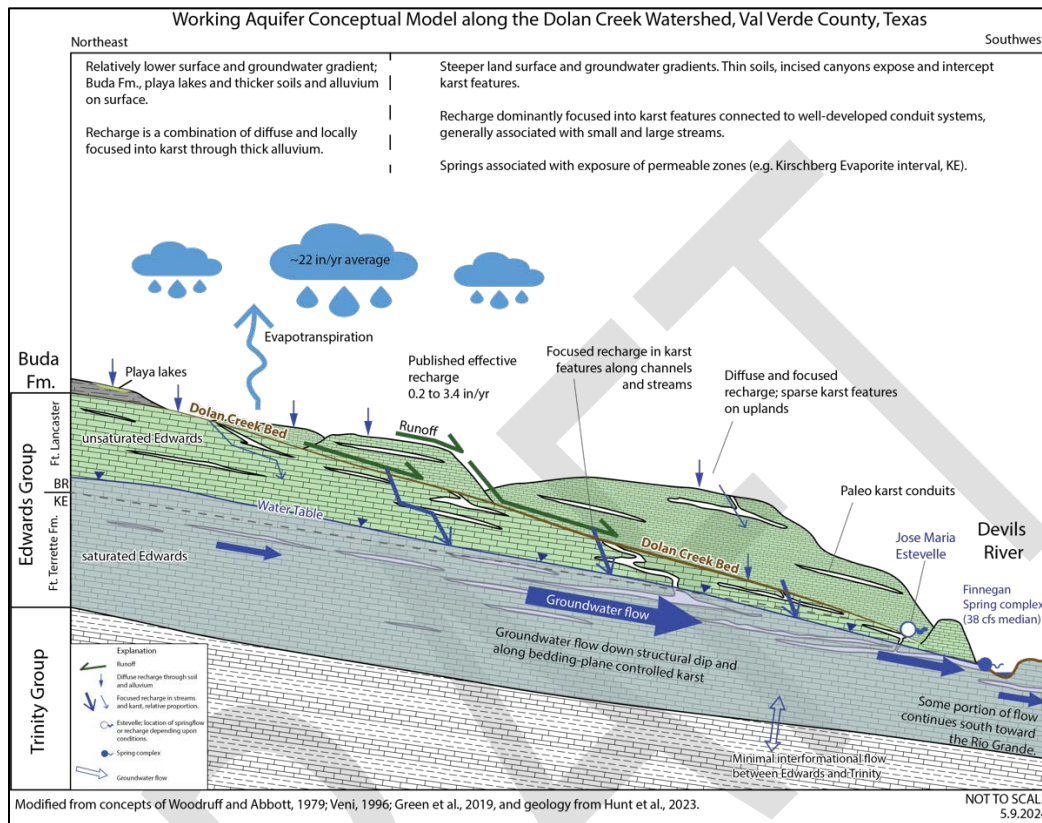 Working Aquifer Conceptual Model along the Dolan Creek Watershed, Val Verde County, Texas
Northeast
Southwest
Relatively lower surface and groundwater gradient;
Buda Fm., playa lakes and thicker soils and alluvium
on surface.
Recharge is a combination of diffuse and locally
focused into karst through thick alluvium.
Steeper land surface and groundwater gradients. Thin soils, incised canyons expose and intercept
karst features.
Recharge dominantly focused into karst features connected to well-developed conduit systems,
generally associated with small and large streams.
Springs associated with exposure of permeable zones (e.g. Kirschberg Evaporite interval, KE).
~22 in/yr average
Evapotranspiration
Buda
Fm.
Playa lakes
Published effective
recharge
0.2 to 3.4 in/yr
Focused recharge in karst
features along channels
and streams
Diffuse and focused
recharge; sparse karst features
on uplands
Runoff
Dolan Creek Bed
Edwards Group
Ft. Lancaster
unsaturated Edwards
BR
KE
Ft. Terrette Fm.
Water Table
saturated Edwards
Dolan Creek Bed
Paleo karst conduits
Jose Maria
Estevelle
Devils
River
Finnegan
Spring complex
(38 cfs median)
Groundwater flow
Groundwater flow down structural dip and
along bedding-plane controlled karst
Some portion of flow
continues south toward
the Rio Grande.
Minimal interformational flow
between Edwards and Trinity
Trinity Group
Explanation
Runoff
Diffuse recharge through soil
and alluvium
Focused recharge in streams
and karst, relative proportion.
Estevelle; location of springflow
or recharge depending upon
conditions.
Spring complex
Groundwater flow
Modified from concepts of Woodruff and Abbott, 1979; Veni, 1996; Green et al., 2019, and geology from Hunt et al., 2023.
NOT TO SCALE
5.9.2024